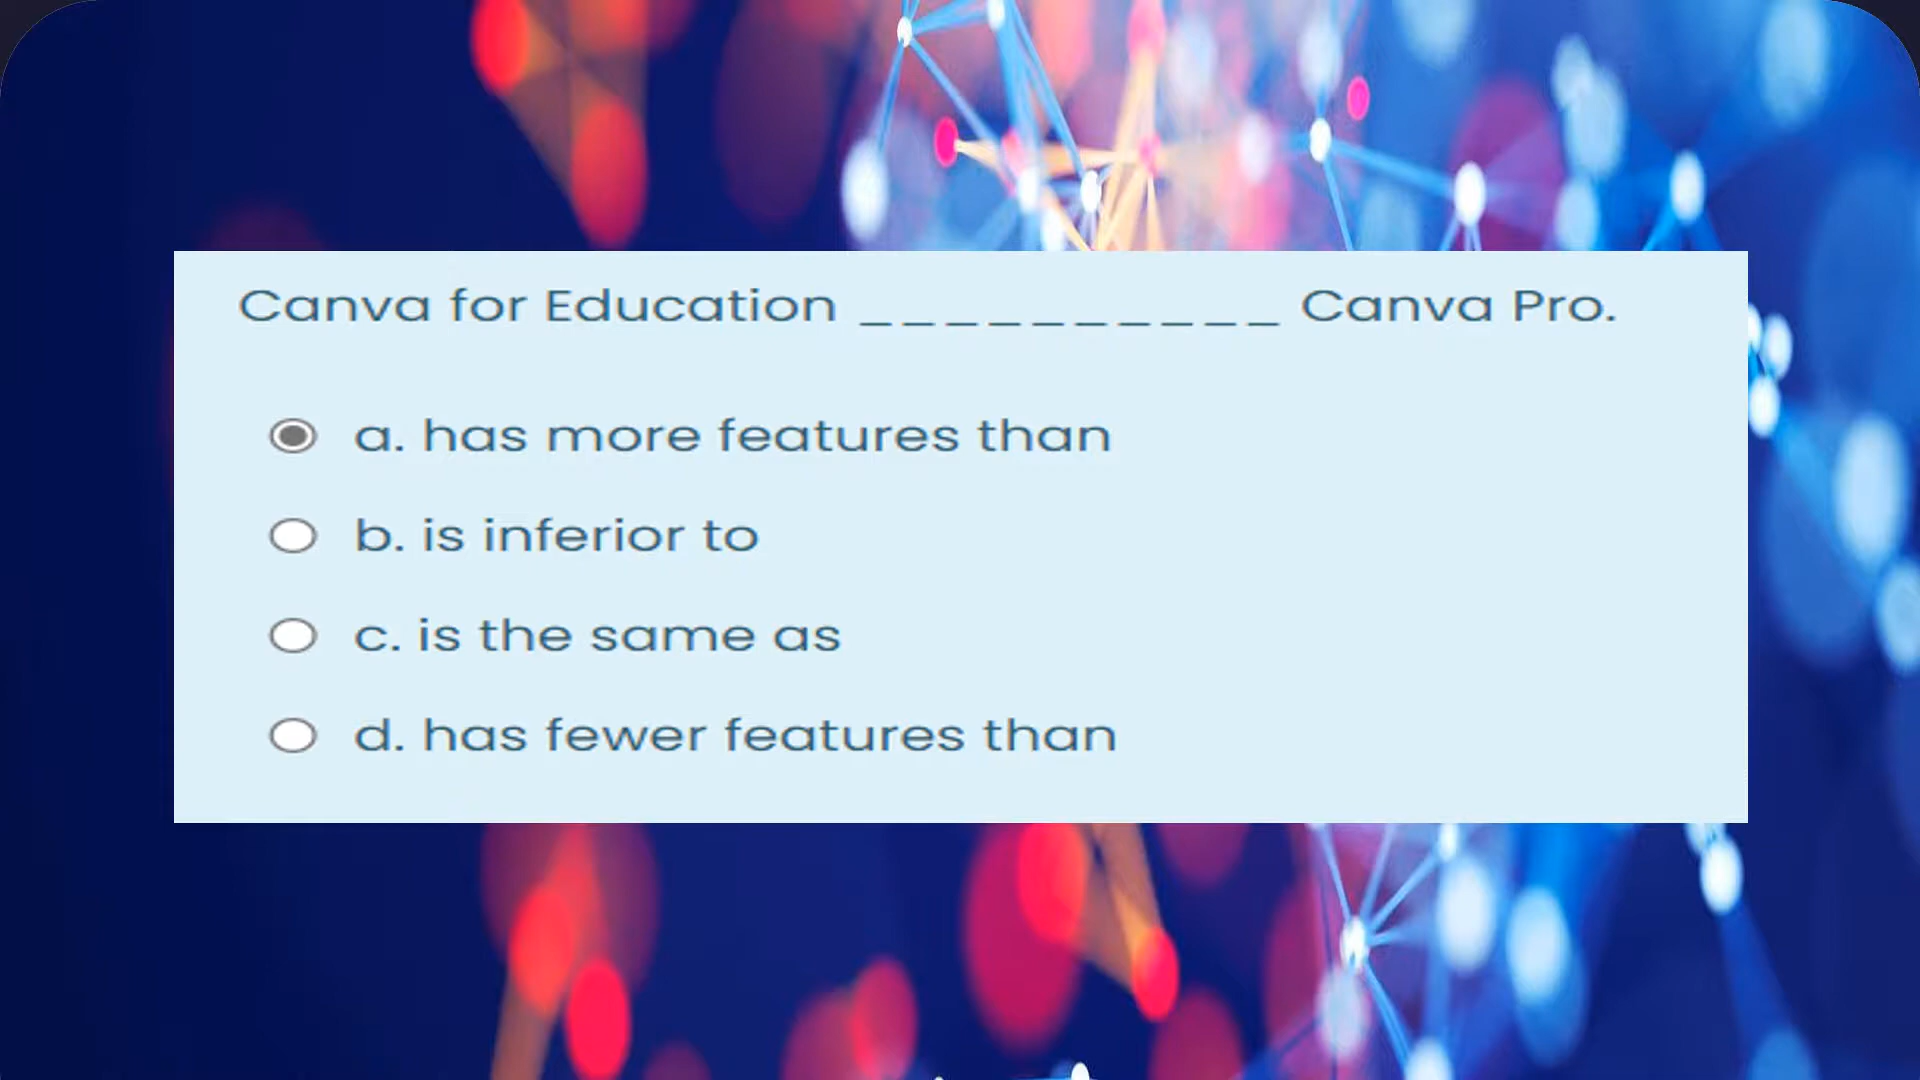 Canva for Education __________ Canva Pro.
a. has more features than
b. is inferior to
c. is the same as
d. has fewer features than